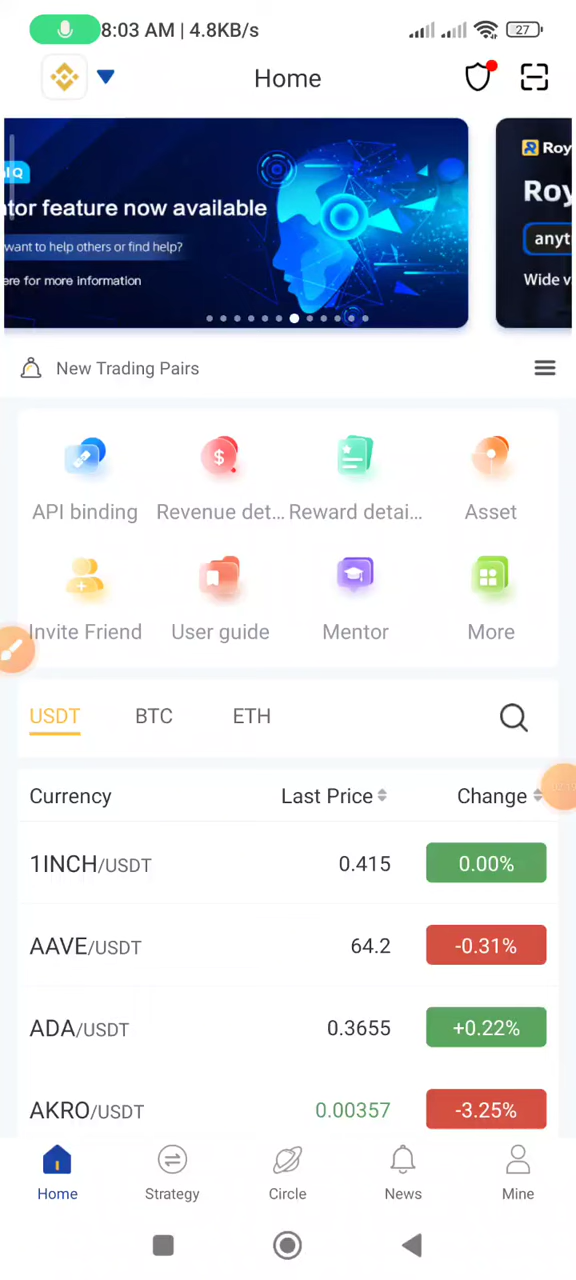 8:03 AM | 4.8KB/s
27
Home
Q
tor feature now available
want to help others or find help?
ere for more information
Roy
Roy
anyt
Wide v
New Trading Pairs
API binding
Revenue det...
Reward detai...
Asset
Invite Friend
User guide
Mentor
More
USDT
BTC
ETH
Currency
Last Price
Change
1INCH/USDT
0.415
0.00%
AAVE/USDT
64.2
-0.31%
ADA/USDT
0.3655
+0.22%
AKRO/USDT
0.00357
-3.25%
Home
Strategy
Circle
News
Mine